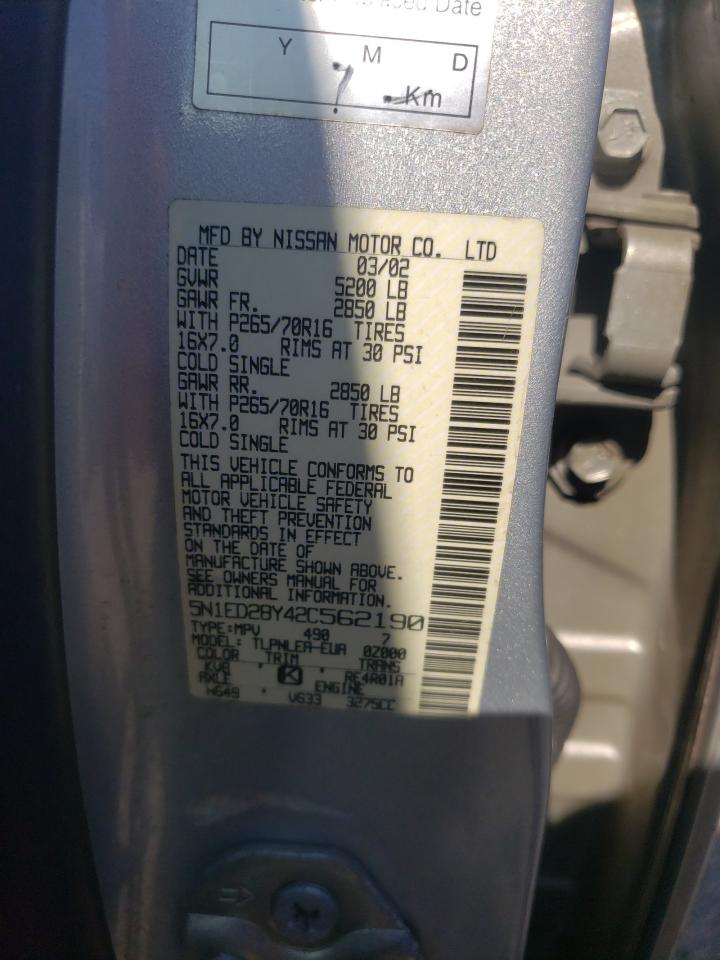 aced Date
Y M D
Km
MFD BY NISSAN MOTOR CO. LTD
DATE 03/02
GVWR 5200 LB
GAWR FR. 2850 LB
WITH P265/70R16 TIRES
16X7.0 RIMS AT 30 PSI
COLD SINGLE
GAWR RR. 2850 LB
WITH P265/70R16 TIRES
16X7.0 RIMS AT 30 PSI
COLD SINGLE
THIS VEHICLE CONFORMS TO
ALL APPLICABLE FEDERAL
MOTOR VEHICLE SAFETY
AND THEFT PREVENTION
STANDARDS IN EFFECT
ON THE DATE OF
MANUFACTURE SHOWN ABOVE.
SEE OWNERS MANUAL FOR
ADDITIONAL INFORMATION.
5N1ED28Y42C562190
TYPE:MPV 490 7
MODEL: TLPNLEA-EUA 0Z000
COLOR TRIM TRANS
KV8 K RE4R01A
AXLE ENGINE
H649 VG33 3275CC